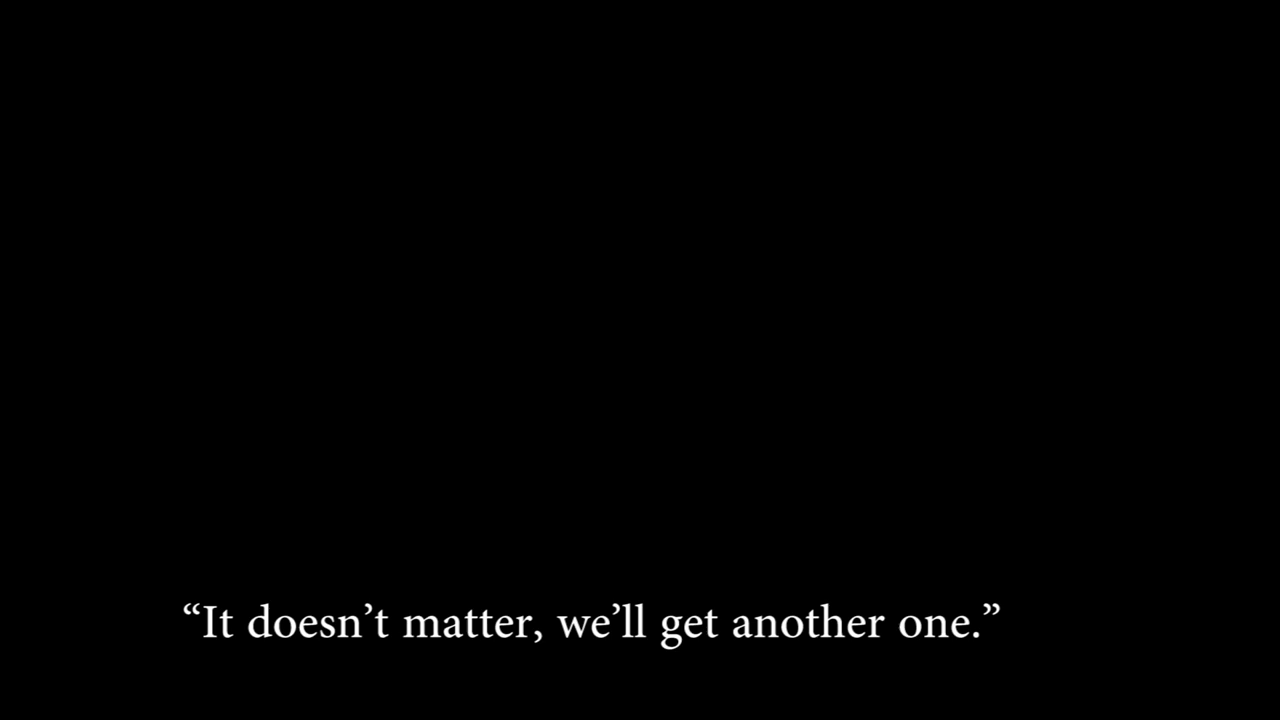 “It doesn’t matter, we’ll get another one.”